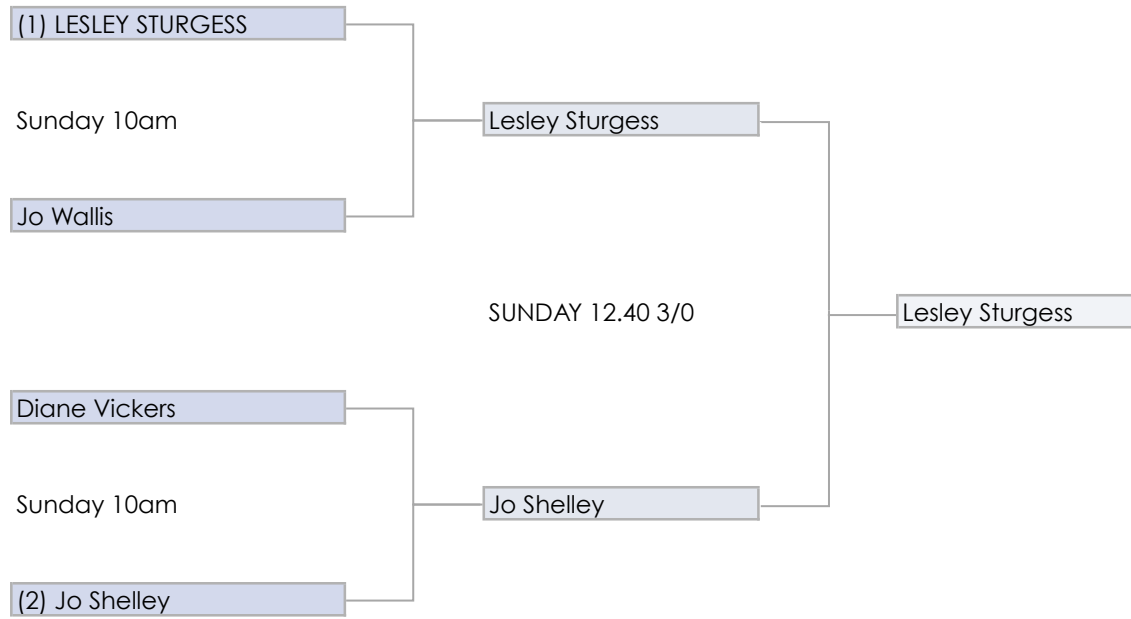 (1) LESLEY STURGESS
Sunday 10am
Lesley Sturgess
Jo Wallis
SUNDAY 12.40 3/0
Lesley Sturgess
Diane Vickers
Sunday 10am
Jo Shelley
(2) Jo Shelley